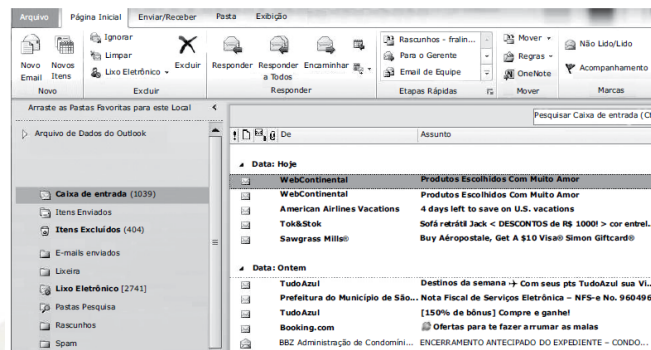 Arquivo Página Inicial Enviar/Receber Pasta Exibição
Ignorar
Limpar
Lixo Eletrônico
Novo Email
Novos Itens
Novo
Excluir
Excluir
Responder
Responder a Todos
Encaminhar
Responder
Rascunhos - fralin...
Para o Gerente
Email de Equipe
Etapas Rápidas
Mover
Regras
OneNote
Mover
Não Lido/Lido
Acompanhamento
Marcas
Arraste as Pastas Favoritas para este Local
Arquivo de Dados do Outlook
Caixa de entrada (1039)
Itens Enviados
Itens Excluídos (404)
E-mails enviados
Lixeira
Lixo Eletrônico [2741]
Pastas Pesquisa
Rascunhos
Spam
Pesquisar Caixa de entrada (Ct
De Assunto
Data: Hoje
WebContinental Produtos Escolhidos Com Muito Amor
WebContinental Produtos Escolhidos Com Muito Amor
American Airlines Vacations 4 days left to save on U.S. vacations
Tok&Stok Sofá retrátil Jack < DESCONTOS de R$ 1000! > cor entrel...
Sawgrass Mills® Buy Aéropostale, Get A $10 Visa® Simon Giftcard®
Data: Ontem
TudoAzul Destinos da semana ✈ Com seus pts TudoAzul sua Vi...
Prefeitura do Município de São... Nota Fiscal de Serviços Eletrônica – NFS-e No. 960496
TudoAzul [150% de bônus] Compre e ganhe!
Booking.com Ofertas para te fazer arrumar as malas
BBZ Administração de Condomíni... ENCERRAMENTO ANTECIPADO DO EXPEDIENTE – CONDO...